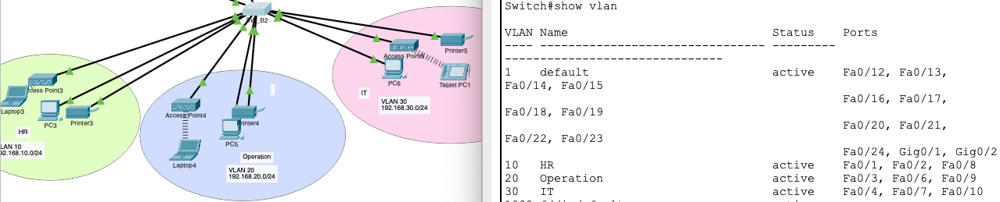 SW_B2
Access Point3
Laptop3
PC3
Printer3
HR
VLAN 10
192.168.10.0/24
Access Point4
Printer4
PC5
Laptop4
Operation
VLAN 20
192.168.20.0/24
Access Point5
Printer5
PC6
Tablet PC1
IT
VLAN 30
192.168.30.0/24
Switch#show vlan
VLAN Name Status Ports
---- -------------------------------- ---------
-------------------------------
1 default active Fa0/12, Fa0/13,
Fa0/14, Fa0/15
Fa0/16, Fa0/17,
Fa0/18, Fa0/19
Fa0/20, Fa0/21,
Fa0/22, Fa0/23
Fa0/24, Gig0/1, Gig0/2
10 HR active Fa0/1, Fa0/2, Fa0/8
20 Operation active Fa0/3, Fa0/6, Fa0/9
30 IT active Fa0/4, Fa0/7, Fa0/10